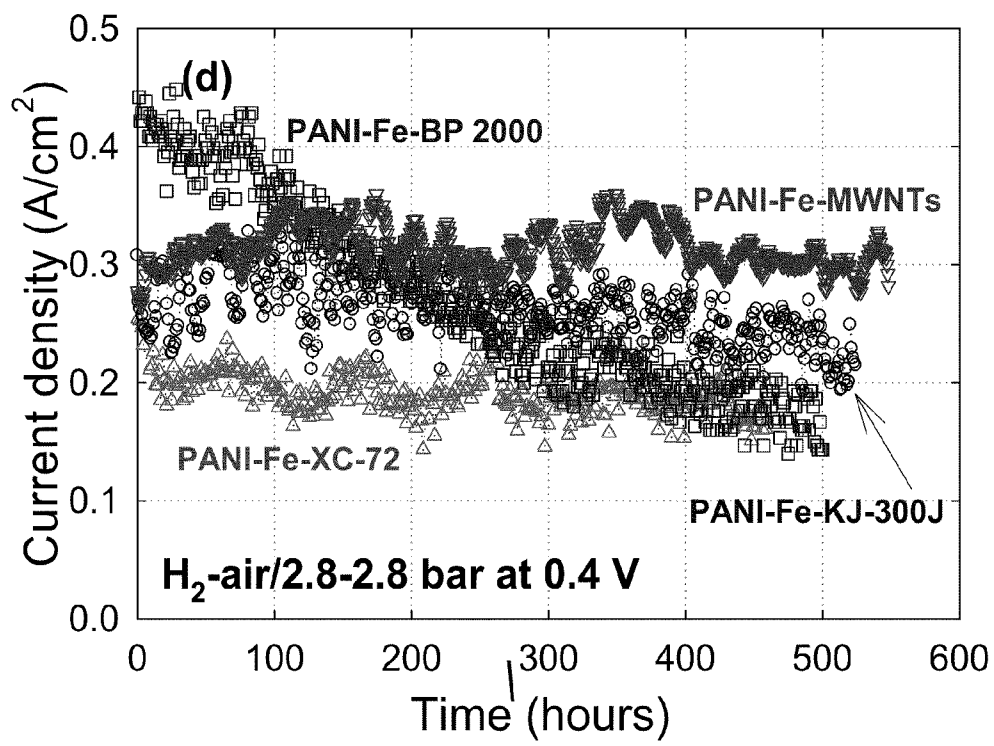 0.5
(d)
PANI-Fe-BP 2000
0.4
PANI-Fe-MWNTs
0.3
0.2
PANI-Fe-XC-72
PANI-Fe-KJ-300J
0.1
H2-air/2.8-2.8 bar at 0.4 V
0.0
Current density (A/cm2)
0 100 200 300 400 500 600
Time (hours)